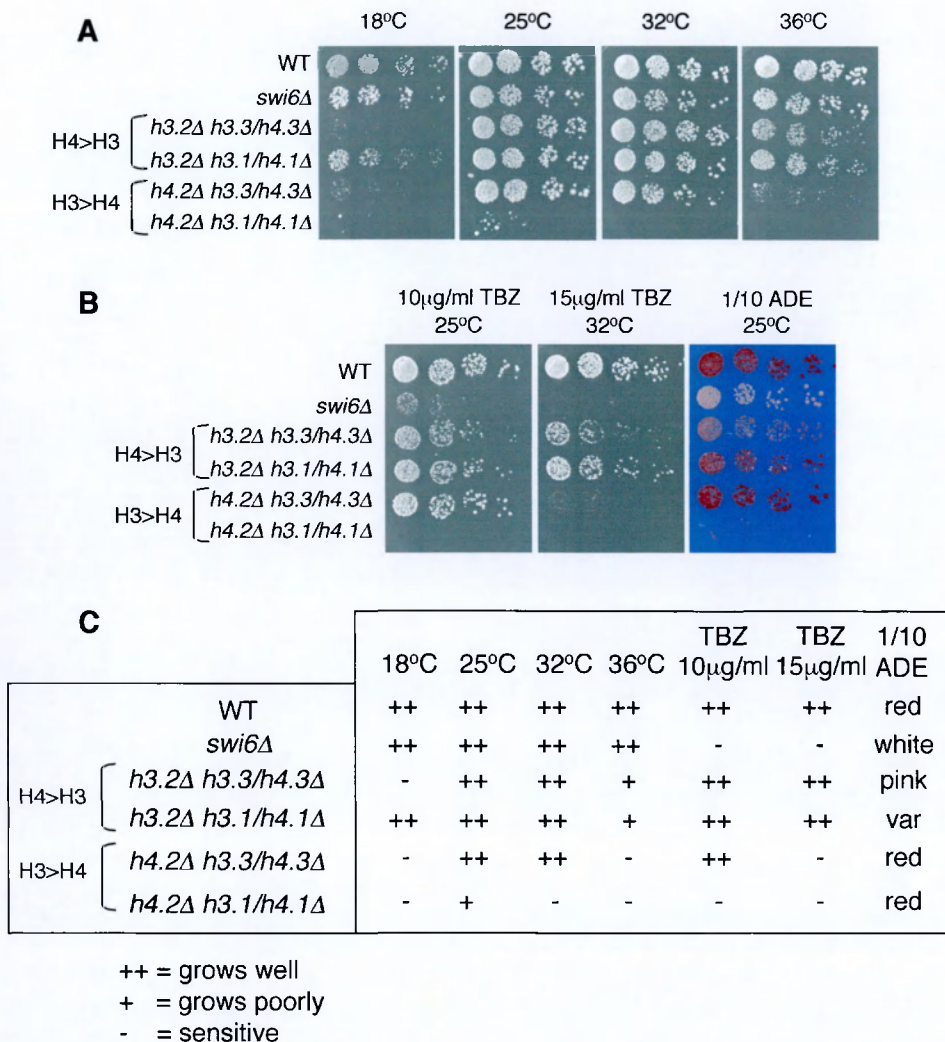 A
18°C 25°C 32°C 36°C
WT
swi6Δ
H4>H3
h3.2Δ h3.3/h4.3Δ
h3.2Δ h3.1/h4.1Δ
H3>H4
h4.2Δ h3.3/h4.3Δ
h4.2Δ h3.1/h4.1Δ
B
10μg/ml TBZ 15μg/ml TBZ 1/10 ADE
25°C 32°C 25°C
WT
swi6Δ
H4>H3
h3.2Δ h3.3/h4.3Δ
h3.2Δ h3.1/h4.1Δ
H3>H4
h4.2Δ h3.3/h4.3Δ
h4.2Δ h3.1/h4.1Δ
C
TBZ TBZ 1/10
18°C 25°C 32°C 36°C 10μg/ml 15μg/ml ADE
WT ++ ++ ++ ++ ++ ++ red
swi6Δ ++ ++ ++ ++ - - white
H4>H3
h3.2Δ h3.3/h4.3Δ - ++ ++ + ++ ++ pink
h3.2Δ h3.1/h4.1Δ ++ ++ ++ + ++ ++ var
H3>H4
h4.2Δ h3.3/h4.3Δ - ++ ++ - ++ - red
h4.2Δ h3.1/h4.1Δ - + - - - - red
++ = grows well
+ = grows poorly
- = sensitive